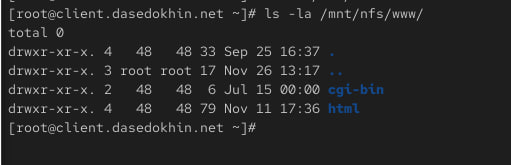 [root@client.dasedokhin.net ~]# ls -la /mnt/nfs/www/
total 0
drwxr-xr-x. 4   48   48 33 Sep 25 16:37 .
drwxr-xr-x. 3 root root 17 Nov 26 13:17 ..
drwxr-xr-x. 2   48   48  6 Jul 15 00:00 cgi-bin
drwxr-xr-x. 4   48   48 79 Nov 11 17:36 html
[root@client.dasedokhin.net ~]#